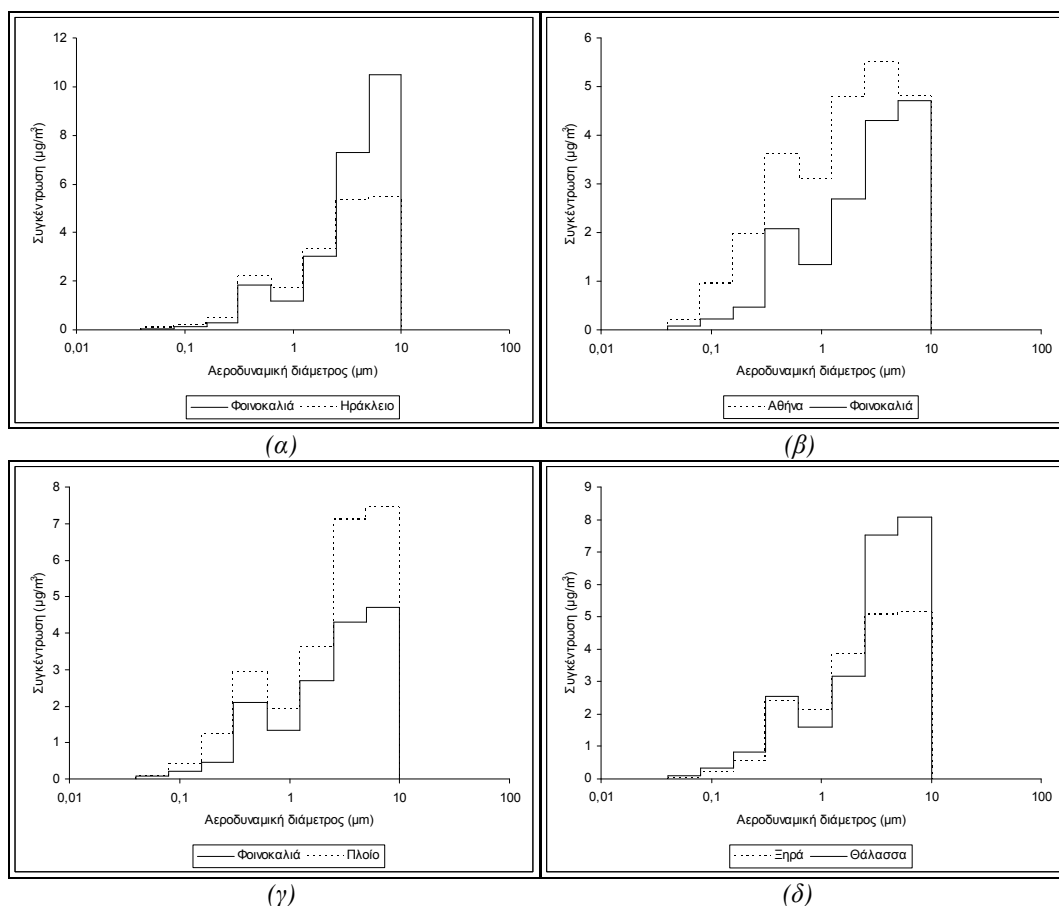 12
10
8
6
4
2
0
Συγκέντρωση (μg/m³)
0,01 0,1 1 10 100
Αεροδυναμική διάμετρος (μm)
Φοινοκαλιά Ηράκλειο
(α)
6
5
4
3
2
1
0
Συγκέντρωση (μg/m³)
0,01 0,1 1 10 100
Αεροδυναμική διάμετρος (μm)
Αθήνα Φοινοκαλιά
(β)
8
7
6
5
4
3
2
1
0
Συγκέντρωση (μg/m³)
0,01 0,1 1 10 100
Αεροδυναμική διάμετρος (μm)
Φοινοκαλιά Πλοίο
(γ)
9
8
7
6
5
4
3
2
1
0
Συγκέντρωση (μg/m³)
0,01 0,1 1 10 100
Αεροδυναμική διάμετρος (μm)
Ξηρά Θάλασσα
(δ)